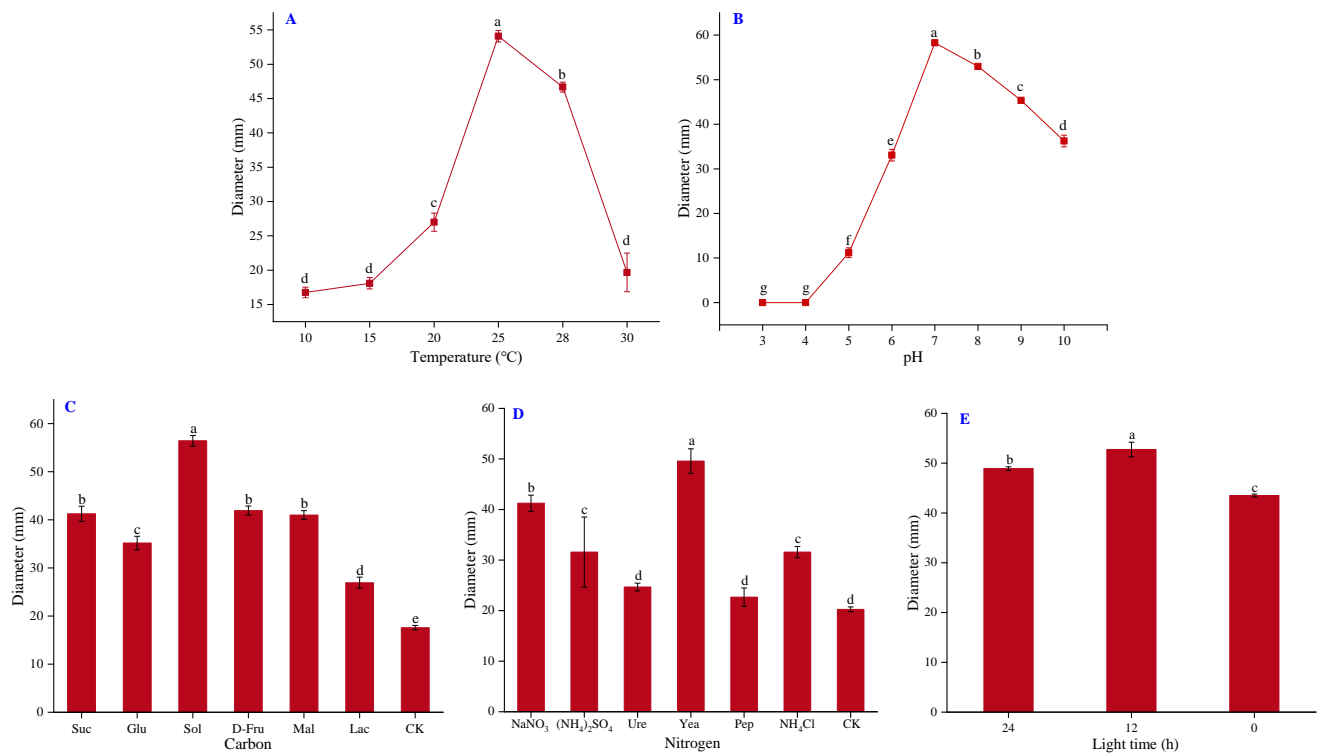 A
Diameter (mm)
55
50
45
40
35
30
25
20
15
d
d
c
a
b
d
10 15 20 25 28 30
Temperature (°C)
B
Diameter (mm)
60
50
40
30
20
10
0
g
g
f
e
a
b
c
d
3 4 5 6 7 8 9 10
pH
C
Diameter (mm)
60
50
40
30
20
10
0
b
c
a
b
b
d
e
Suc Glu Sol D-Fru Mal Lac CK
Carbon
D
Diameter (mm)
60
50
40
30
20
10
0
b
c
d
a
d
c
d
NaNO₃ (NH₄)₂SO₄ Ure Yea Pep NH₄Cl CK
Nitrogen
E
Diameter (mm)
60
50
40
30
20
10
0
b
a
c
24 12 0
Light time (h)